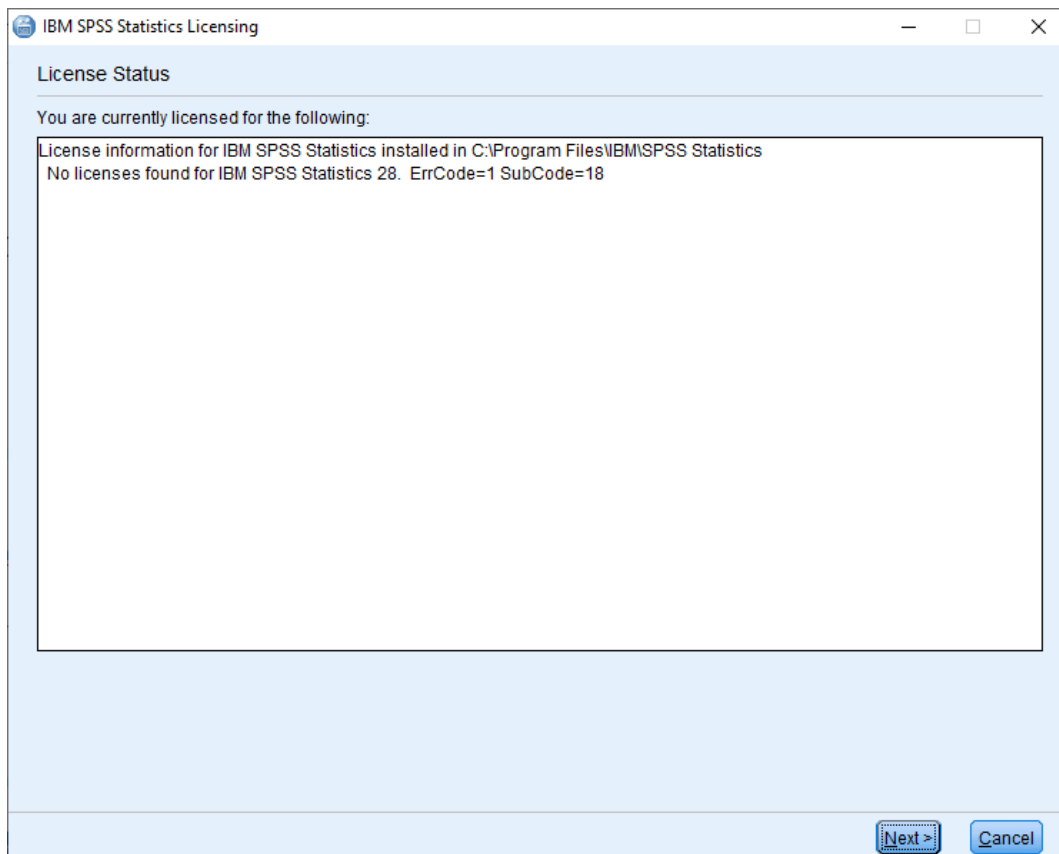 IBM SPSS Statistics Licensing
License Status
You are currently licensed for the following:
License information for IBM SPSS Statistics installed in C:\Program Files\IBM\SPSS Statistics
No licenses found for IBM SPSS Statistics 28.  ErrCode=1 SubCode=18
Next >
Cancel